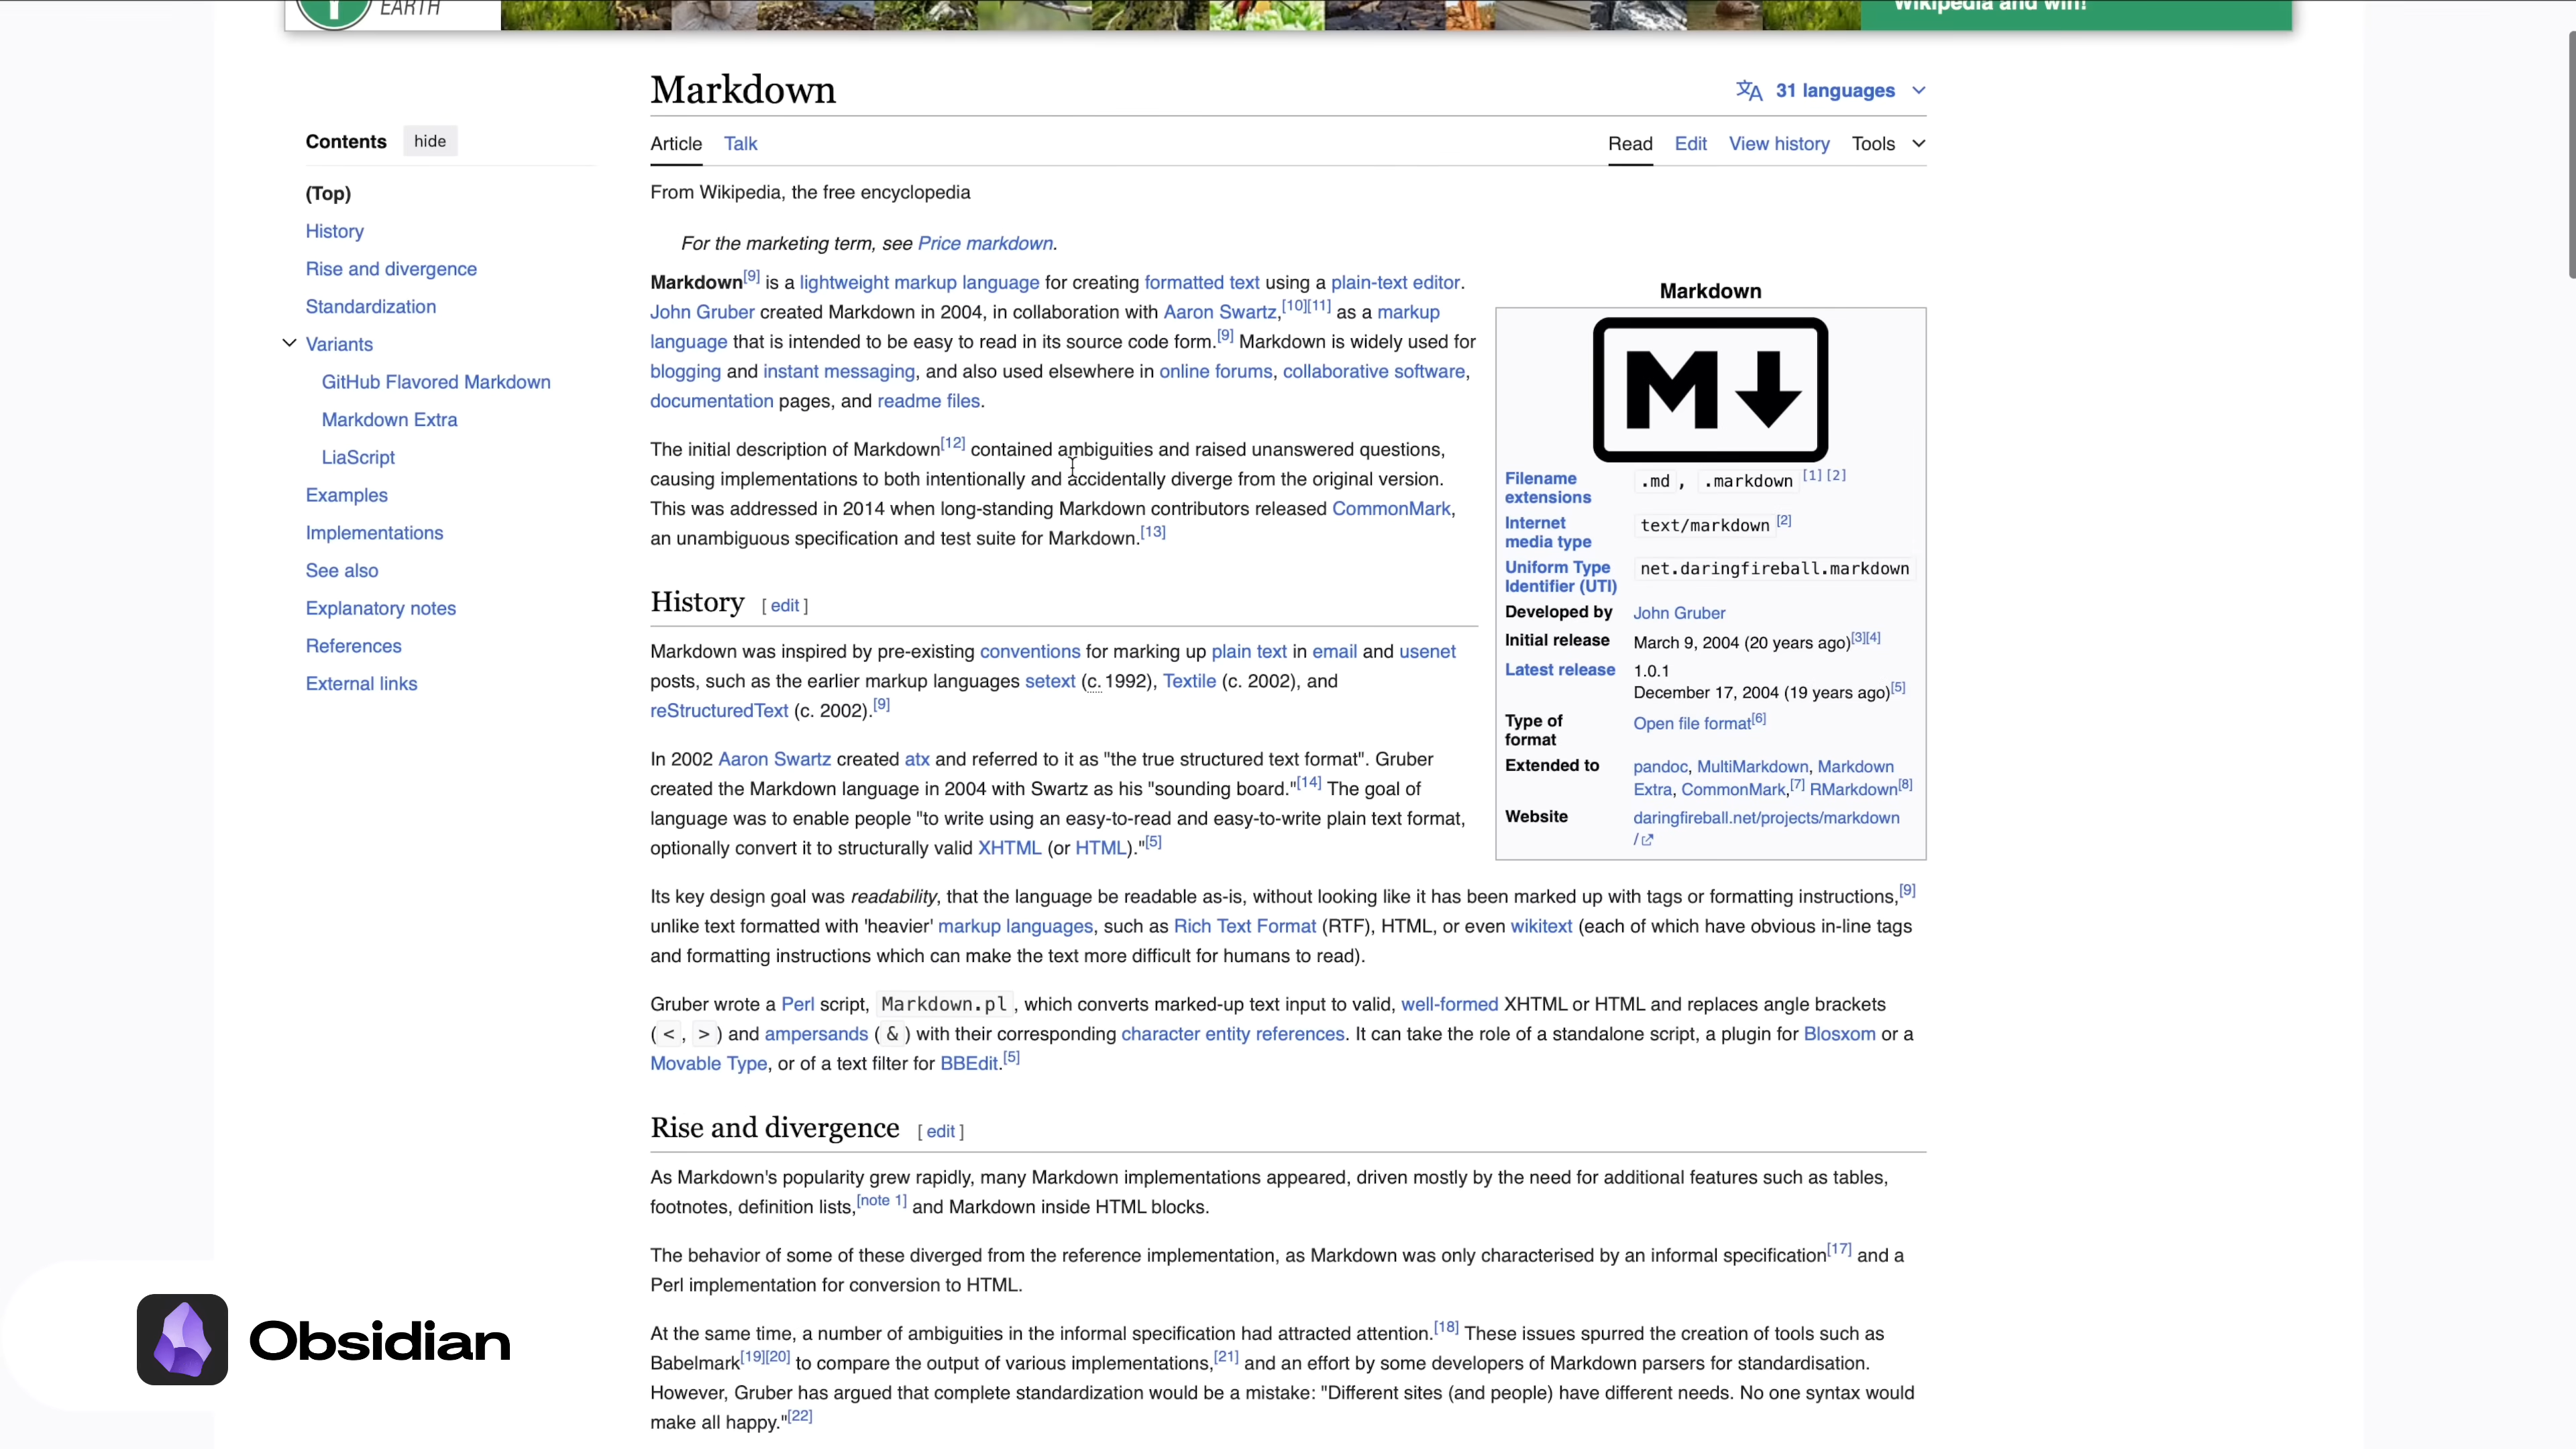 EARTH
Wikipedia and win!
Markdown
31 languages
Contents hide
Article Talk
Read Edit View history Tools
(Top)
History
Rise and divergence
Standardization
Variants
GitHub Flavored Markdown
Markdown Extra
LiaScript
Examples
Implementations
See also
Explanatory notes
References
External links
From Wikipedia, the free encyclopedia
For the marketing term, see Price markdown.
Markdown[9] is a lightweight markup language for creating formatted text using a plain-text editor.
John Gruber created Markdown in 2004, in collaboration with Aaron Swartz,[10][11] as a markup
language that is intended to be easy to read in its source code form.[9] Markdown is widely used for
blogging and instant messaging, and also used elsewhere in online forums, collaborative software,
documentation pages, and readme files.
The initial description of Markdown[12] contained ambiguities and raised unanswered questions,
causing implementations to both intentionally and accidentally diverge from the original version.
This was addressed in 2014 when long-standing Markdown contributors released CommonMark,
an unambiguous specification and test suite for Markdown.[13]
Markdown
M
Filename
extensions
.md, .markdown [1] [2]
Internet
media type
text/markdown [2]
Uniform Type
Identifier (UTI)
net.daringfireball.markdown
Developed by John Gruber
Initial release March 9, 2004 (20 years ago)[3][4]
Latest release 1.0.1
December 17, 2004 (19 years ago)[5]
Type of
format
Open file format[6]
Extended to pandoc, MultiMarkdown, Markdown
Extra, CommonMark,[7] RMarkdown[8]
Website daringfireball.net/projects/markdown
/
History [ edit ]
Markdown was inspired by pre-existing conventions for marking up plain text in email and usenet
posts, such as the earlier markup languages setext (c. 1992), Textile (c. 2002), and
reStructuredText (c. 2002).[9]
In 2002 Aaron Swartz created atx and referred to it as "the true structured text format". Gruber
created the Markdown language in 2004 with Swartz as his "sounding board."[14] The goal of
language was to enable people "to write using an easy-to-read and easy-to-write plain text format,
optionally convert it to structurally valid XHTML (or HTML)."[5]
Its key design goal was readability, that the language be readable as-is, without looking like it has been marked up with tags or formatting instructions,[9]
unlike text formatted with 'heavier' markup languages, such as Rich Text Format (RTF), HTML, or even wikitext (each of which have obvious in-line tags
and formatting instructions which can make the text more difficult for humans to read).
Gruber wrote a Perl script, Markdown.pl, which converts marked-up text input to valid, well-formed XHTML or HTML and replaces angle brackets
(<, >) and ampersands (&) with their corresponding character entity references. It can take the role of a standalone script, a plugin for Blosxom or a
Movable Type, or of a text filter for BBEdit.[5]
Rise and divergence [ edit ]
As Markdown's popularity grew rapidly, many Markdown implementations appeared, driven mostly by the need for additional features such as tables,
footnotes, definition lists,[note 1] and Markdown inside HTML blocks.
The behavior of some of these diverged from the reference implementation, as Markdown was only characterised by an informal specification[17] and a
Perl implementation for conversion to HTML.
At the same time, a number of ambiguities in the informal specification had attracted attention.[18] These issues spurred the creation of tools such as
Babelmark[19][20] to compare the output of various implementations,[21] and an effort by some developers of Markdown parsers for standardisation.
However, Gruber has argued that complete standardization would be a mistake: "Different sites (and people) have different needs. No one syntax would
make all happy."[22]
Obsidian